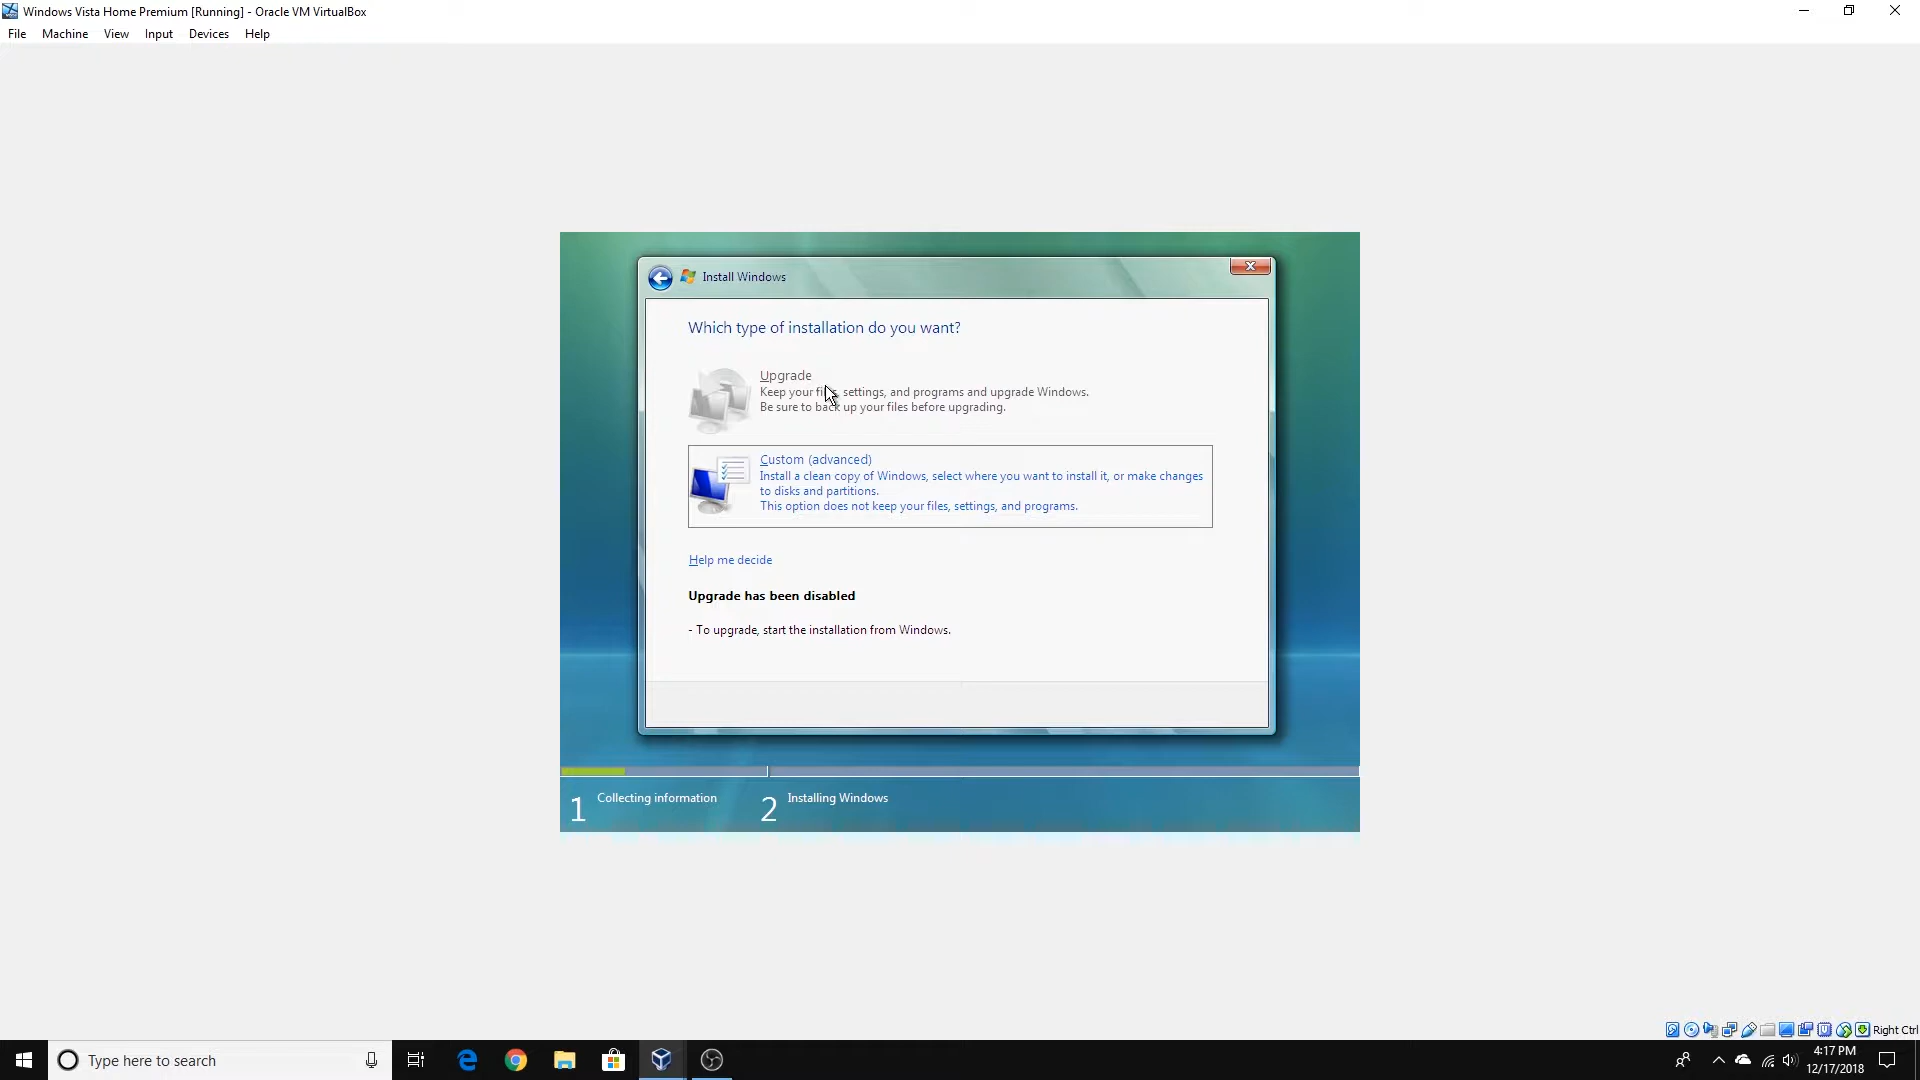 Windows Vista Home Premium [Running] - Oracle VM VirtualBox
File Machine View Input Devices Help
Install Windows
Which type of installation do you want?
Upgrade
Keep your files, settings, and programs and upgrade Windows.
Be sure to back up your files before upgrading.
Custom (advanced)
Install a clean copy of Windows, select where you want to install it, or make changes
to disks and partitions.
This option does not keep your files, settings, and programs.
Help me decide
Upgrade has been disabled
- To upgrade, start the installation from Windows.
1 Collecting information 2 Installing Windows
Right Ctrl
Type here to search
4:17 PM
12/17/2018